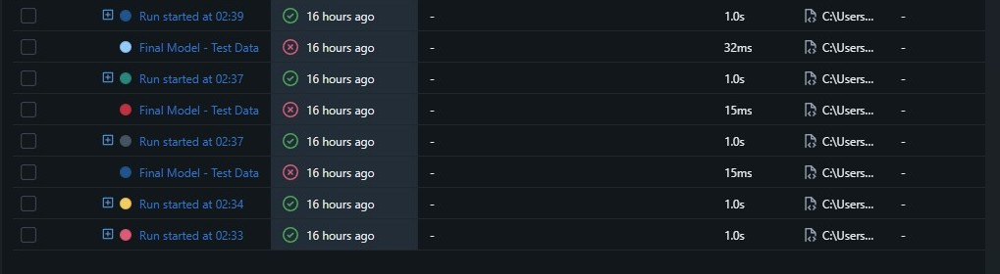 Run started at 02:39 16 hours ago - 1.0s C:\Users... -
Final Model - Test Data 16 hours ago - 32ms C:\Users... -
Run started at 02:37 16 hours ago - 1.0s C:\Users... -
Final Model - Test Data 16 hours ago - 15ms C:\Users... -
Run started at 02:37 16 hours ago - 1.0s C:\Users... -
Final Model - Test Data 16 hours ago - 15ms C:\Users... -
Run started at 02:34 16 hours ago - 1.0s C:\Users... -
Run started at 02:33 16 hours ago - 1.0s C:\Users... -